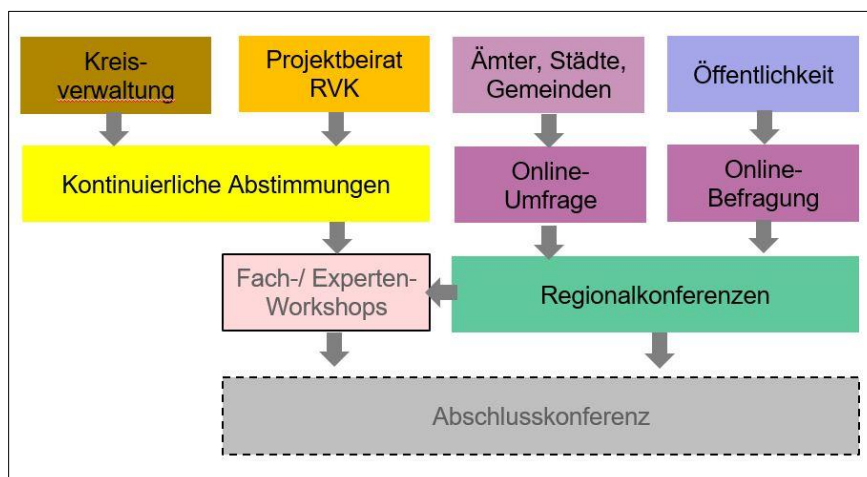 Kreis-
verwaltung
Projektbeirat
RVK
Ämter, Städte,
Gemeinden
Öffentlichkeit
Kontinuierliche Abstimmungen
Online-
Umfrage
Online-
Befragung
Fach-/ Experten-
Workshops
Regionalkonferenzen
Abschlusskonferenz